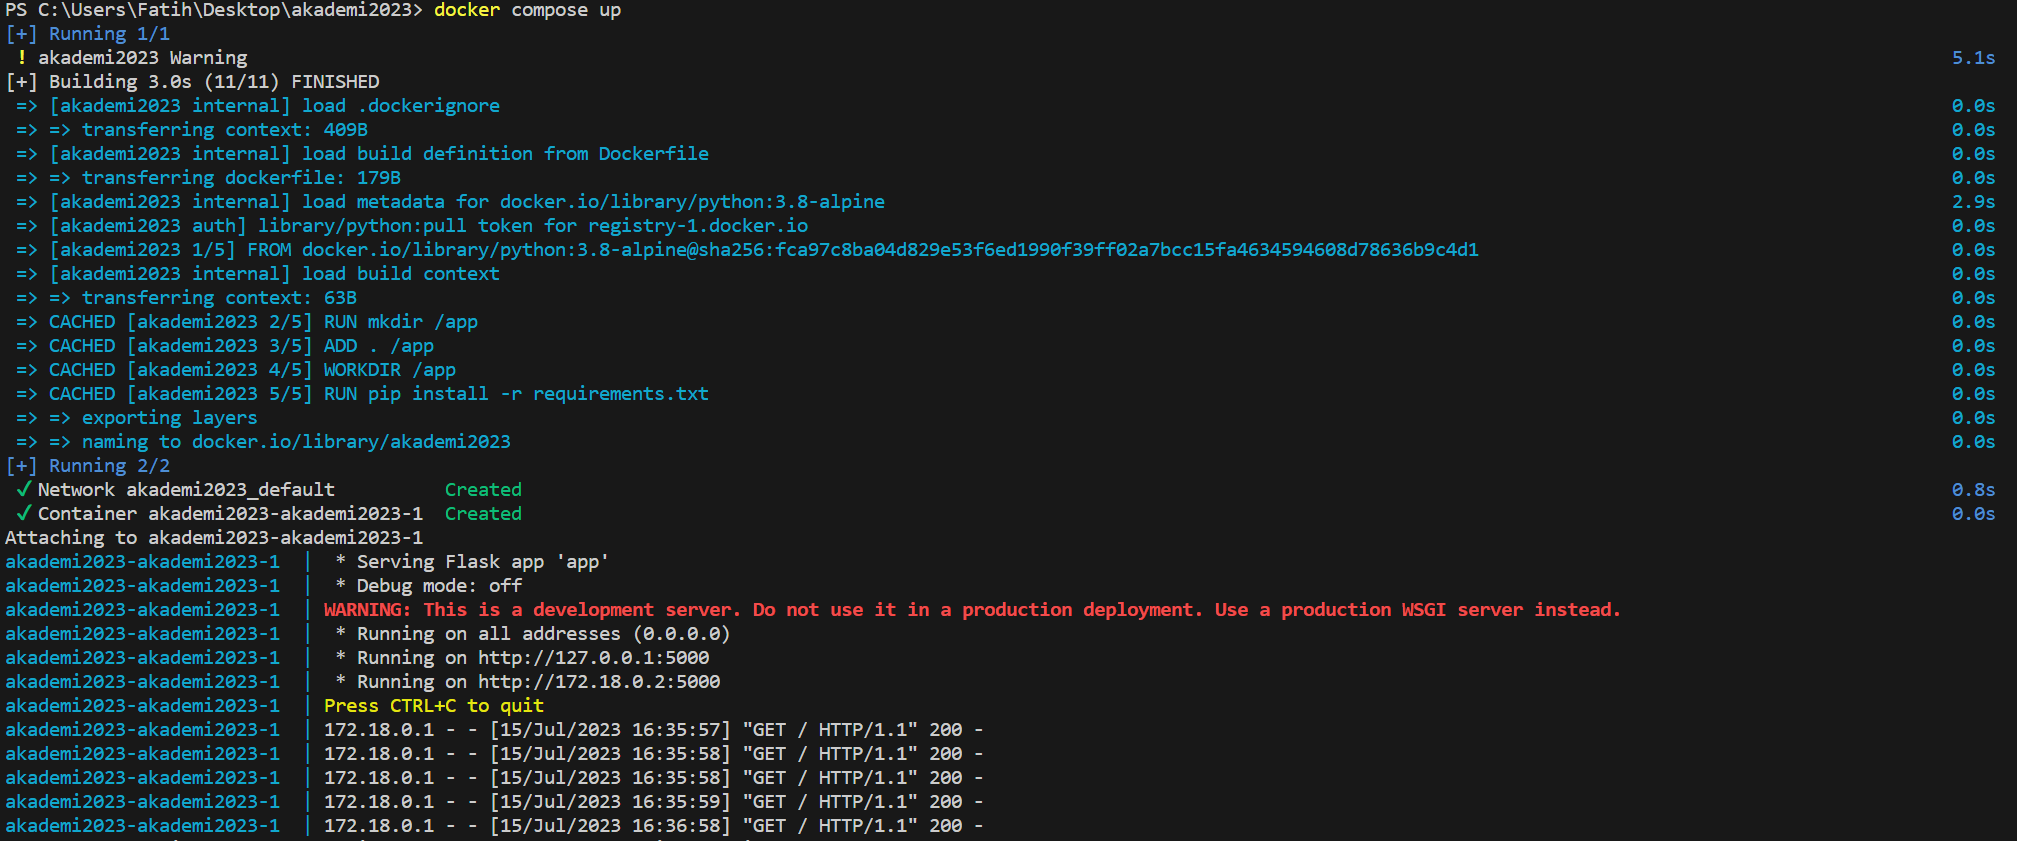 PS C:\Users\Fatih\Desktop\akademi2023> docker compose up
[+] Running 1/1
 ! akademi2023 Warning 5.1s
[+] Building 3.0s (11/11) FINISHED
 => [akademi2023 internal] load .dockerignore 0.0s
 => => transferring context: 409B 0.0s
 => [akademi2023 internal] load build definition from Dockerfile 0.0s
 => => transferring dockerfile: 179B 0.0s
 => [akademi2023 internal] load metadata for docker.io/library/python:3.8-alpine 2.9s
 => [akademi2023 auth] library/python:pull token for registry-1.docker.io 0.0s
 => [akademi2023 1/5] FROM docker.io/library/python:3.8-alpine@sha256:fca97c8ba04d829e53f6ed1990f39ff02a7bcc15fa4634594608d78636b9c4d1 0.0s
 => [akademi2023 internal] load build context 0.0s
 => => transferring context: 63B 0.0s
 => CACHED [akademi2023 2/5] RUN mkdir /app 0.0s
 => CACHED [akademi2023 3/5] ADD . /app 0.0s
 => CACHED [akademi2023 4/5] WORKDIR /app 0.0s
 => CACHED [akademi2023 5/5] RUN pip install -r requirements.txt 0.0s
 => => exporting layers 0.0s
 => => naming to docker.io/library/akademi2023 0.0s
[+] Running 2/2
 ✔ Network akademi2023_default Created 0.8s
 ✔ Container akademi2023-akademi2023-1 Created 0.0s
Attaching to akademi2023-akademi2023-1
akademi2023-akademi2023-1 | * Serving Flask app 'app'
akademi2023-akademi2023-1 | * Debug mode: off
akademi2023-akademi2023-1 | WARNING: This is a development server. Do not use it in a production deployment. Use a production WSGI server instead.
akademi2023-akademi2023-1 | * Running on all addresses (0.0.0.0)
akademi2023-akademi2023-1 | * Running on http://127.0.0.1:5000
akademi2023-akademi2023-1 | * Running on http://172.18.0.2:5000
akademi2023-akademi2023-1 | Press CTRL+C to quit
akademi2023-akademi2023-1 | 172.18.0.1 - - [15/Jul/2023 16:35:57] "GET / HTTP/1.1" 200 -
akademi2023-akademi2023-1 | 172.18.0.1 - - [15/Jul/2023 16:35:58] "GET / HTTP/1.1" 200 -
akademi2023-akademi2023-1 | 172.18.0.1 - - [15/Jul/2023 16:35:58] "GET / HTTP/1.1" 200 -
akademi2023-akademi2023-1 | 172.18.0.1 - - [15/Jul/2023 16:35:59] "GET / HTTP/1.1" 200 -
akademi2023-akademi2023-1 | 172.18.0.1 - - [15/Jul/2023 16:36:58] "GET / HTTP/1.1" 200 -